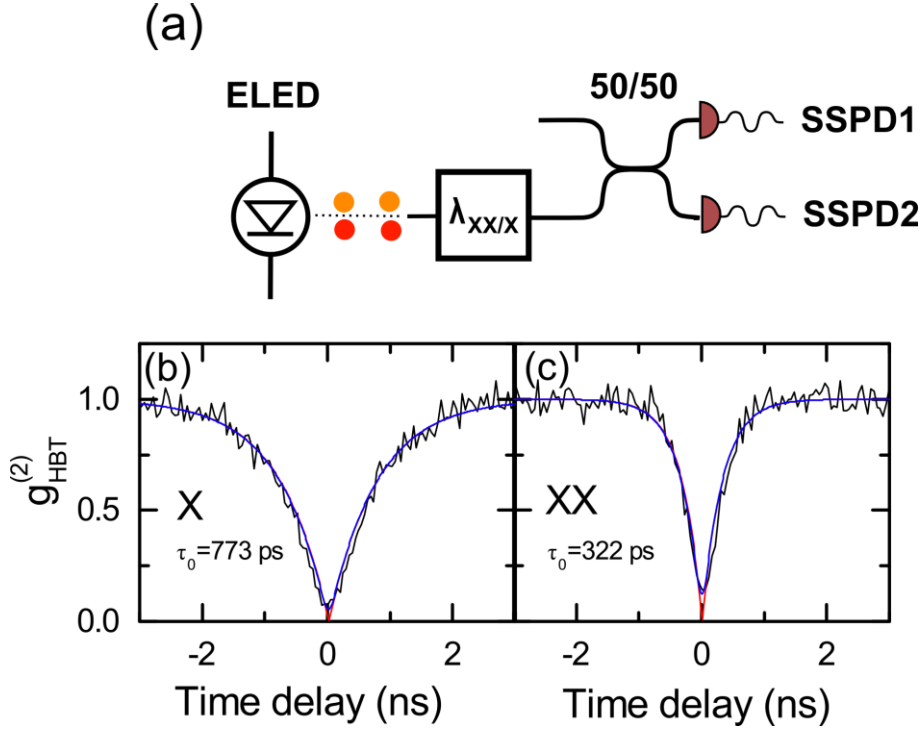 (a)
ELED
50/50
SSPD1
λXX/X
SSPD2
(b)
(c)
1.0
0.5
0.0
g(2)HBT
X
τ0=773 ps
XX
τ0=322 ps
-2 0 2
-2 0 2
Time delay (ns)
Time delay (ns)